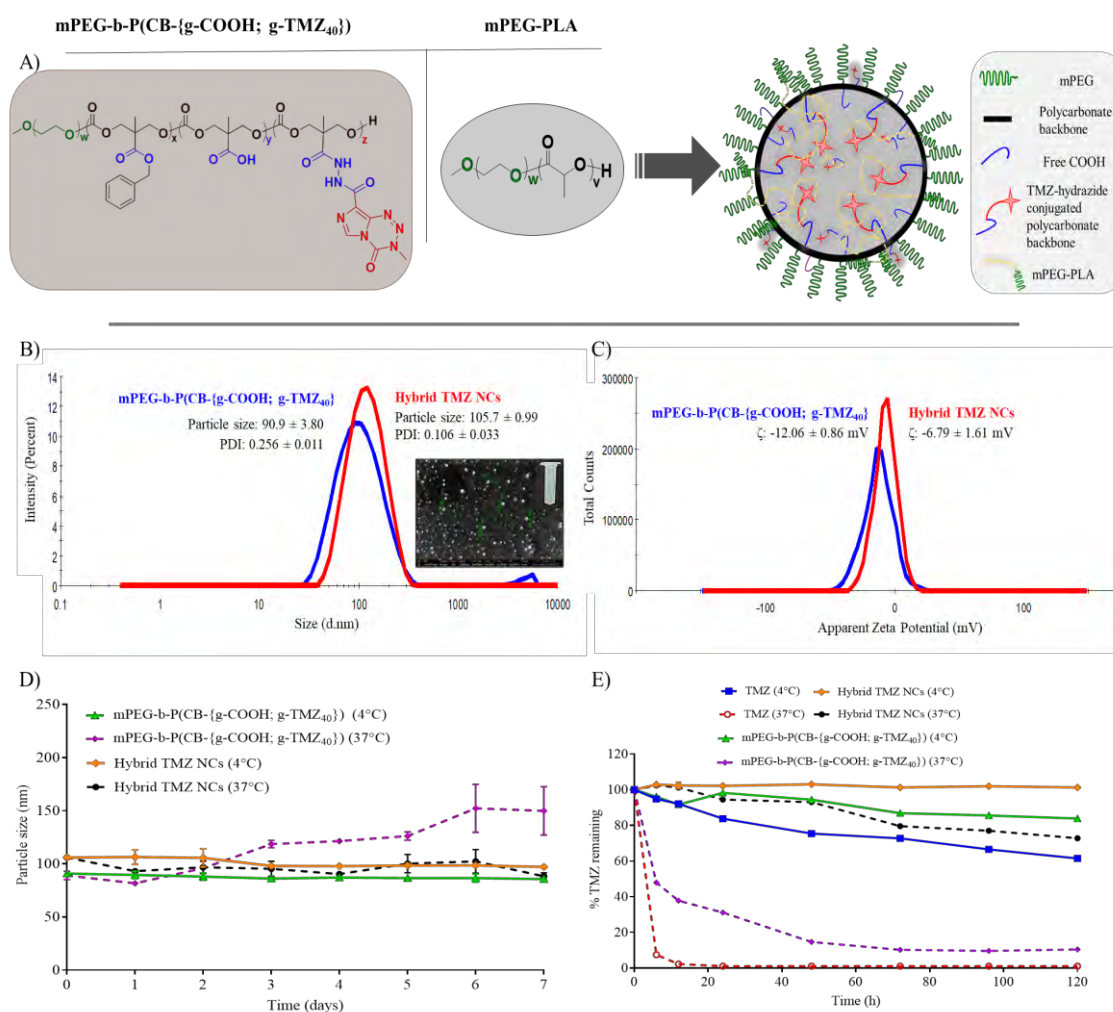 mPEG-b-P(CB-{g-COOH; g-TMZ₄₀})
mPEG-PLA
A)
O
O
O
O
O
O
O
O
O
O
H
w
x
y
z
O
O
O
OH
O
NH
HN
O
N
N
N
N
N
O
O
O
w
O
O
v
H
mPEG
Polycarbonate
backbone
Free COOH
TMZ-hydrazide
conjugated
polycarbonate
backbone
mPEG-PLA
B)
14
12
10
8
6
4
2
0
0.1
1
10
100
1000
10000
Intensity (Percent)
Size (d.nm)
mPEG-b-P(CB-{g-COOH; g-TMZ₄₀}
Particle size: 90.9 ± 3.80
PDI: 0.256 ± 0.011
Hybrid TMZ NCs
Particle size: 105.7 ± 0.99
PDI: 0.106 ± 0.033
C)
300000
200000
100000
0
-100
0
100
Total Counts
Apparent Zeta Potential (mV)
mPEG-b-P(CB-{g-COOH; g-TMZ₄₀}
ζ: -12.06 ± 0.86 mV
Hybrid TMZ NCs
ζ: -6.79 ± 1.61 mV
D)
250
200
150
100
50
0
0
1
2
3
4
5
6
7
Particle size (nm)
Time (days)
mPEG-b-P(CB-{g-COOH; g-TMZ₄₀}) (4°C)
mPEG-b-P(CB-{g-COOH; g-TMZ₄₀}) (37°C)
Hybrid TMZ NCs (4°C)
Hybrid TMZ NCs (37°C)
E)
TMZ (4°C)
Hybrid TMZ NCs (4°C)
TMZ (37°C)
Hybrid TMZ NCs (37°C)
mPEG-b-P(CB-{g-COOH; g-TMZ₄₀}) (4°C)
mPEG-b-P(CB-{g-COOH; g-TMZ₄₀}) (37°C)
120
100
80
60
40
20
0
0
20
40
60
80
100
120
% TMZ remaining
Time (h)